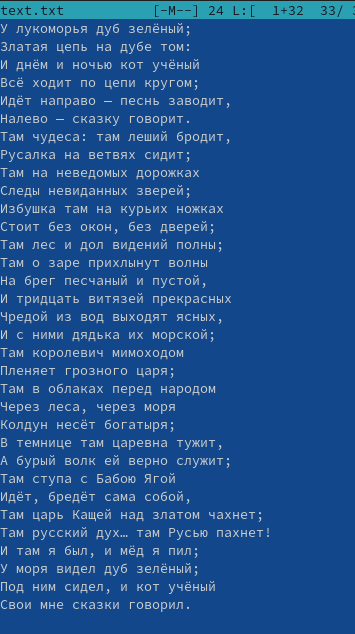 text.txt [-M--] 24 L:[ 1+32 33/
У лукоморья дуб зелёный;
Златая цепь на дубе том:
И днём и ночью кот учёный
Всё ходит по цепи кругом;
Идёт направо — песнь заводит,
Налево — сказку говорит.
Там чудеса: там леший бродит,
Русалка на ветвях сидит;
Там на неведомых дорожках
Следы невиданных зверей;
Избушка там на курьих ножках
Стоит без окон, без дверей;
Там лес и дол видений полны;
Там о заре прихлынут волны
На брег песчаный и пустой,
И тридцать витязей прекрасных
Чредой из вод выходят ясных,
И с ними дядька их морской;
Там королевич мимоходом
Пленяет грозного царя;
Там в облаках перед народом
Через леса, через моря
Колдун несёт богатыря;
В темнице там царевна тужит,
А бурый волк ей верно служит;
Там ступа с Бабою Ягой
Идёт, бредёт сама собой,
Там царь Кащей над златом чахнет;
Там русский дух… там Русью пахнет!
И там я был, и мёд я пил;
У моря видел дуб зелёный;
Под ним сидел, и кот учёный
Свои мне сказки говорил.